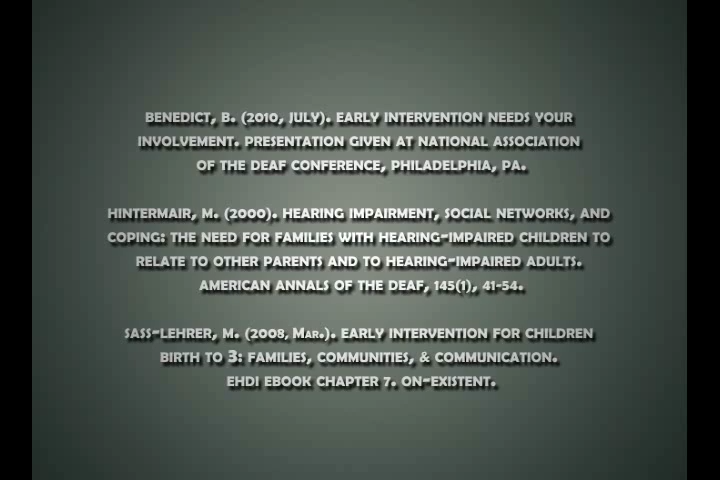 BENEDICT, B. (2010, JULY). EARLY INTERVENTION NEEDS YOUR
INVOLVEMENT. PRESENTATION GIVEN AT NATIONAL ASSOCIATION
OF THE DEAF CONFERENCE, PHILADELPHIA, PA.
HINTERMAIR, M. (2000). HEARING IMPAIRMENT, SOCIAL NETWORKS, AND
COPING: THE NEED FOR FAMILIES WITH HEARING-IMPAIRED CHILDREN TO
RELATE TO OTHER PARENTS AND TO HEARING-IMPAIRED ADULTS.
AMERICAN ANNALS OF THE DEAF, 145(1), 41-54.
SASS-LEHRER, M. (2008, MAR.). EARLY INTERVENTION FOR CHILDREN
BIRTH TO 3: FAMILIES, COMMUNITIES, & COMMUNICATION.
EHDI EBOOK CHAPTER 7. ON-EXISTENT.